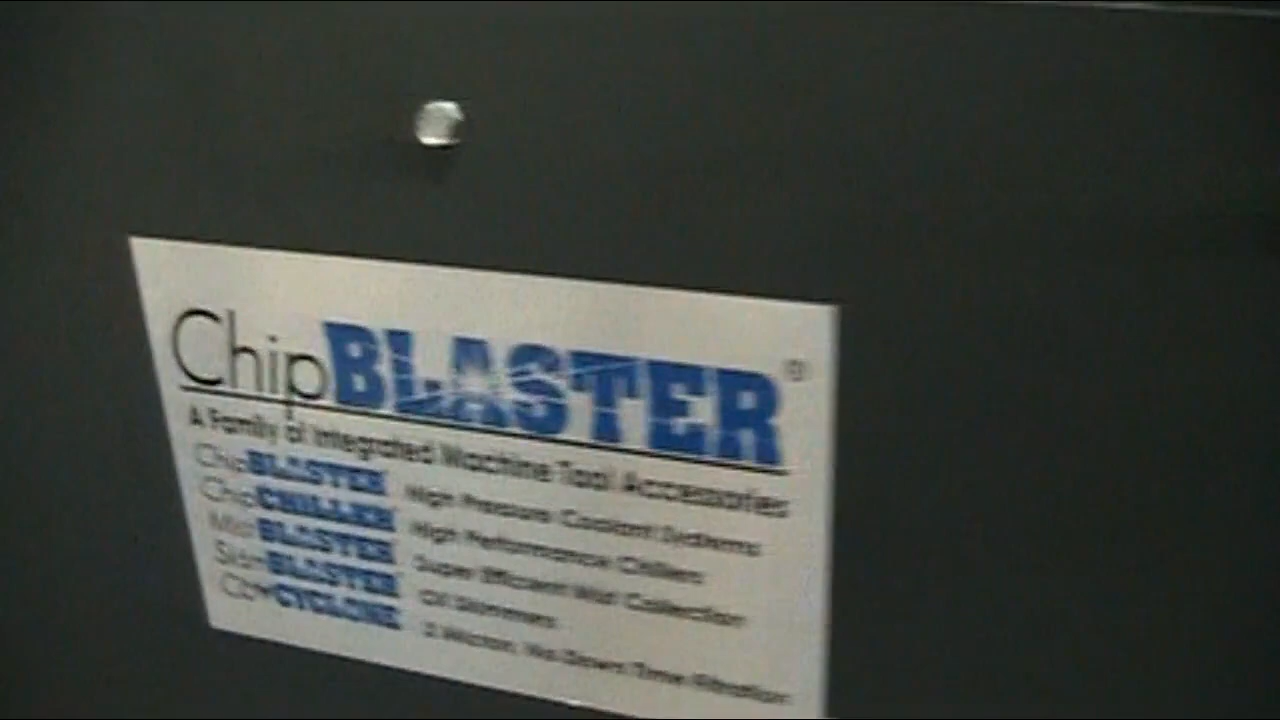 ChipBLASTER®
A Family of Integrated Machine Tool Accessories
ChipBLASTER High Pressure Coolant Systems
ChipCHILLER High Performance Chillers
MistBLASTER Super Efficient Mist Collection
SkimBLASTER Oil Skimmers
CYCLONE 2 Micron, No Down Time Filtration